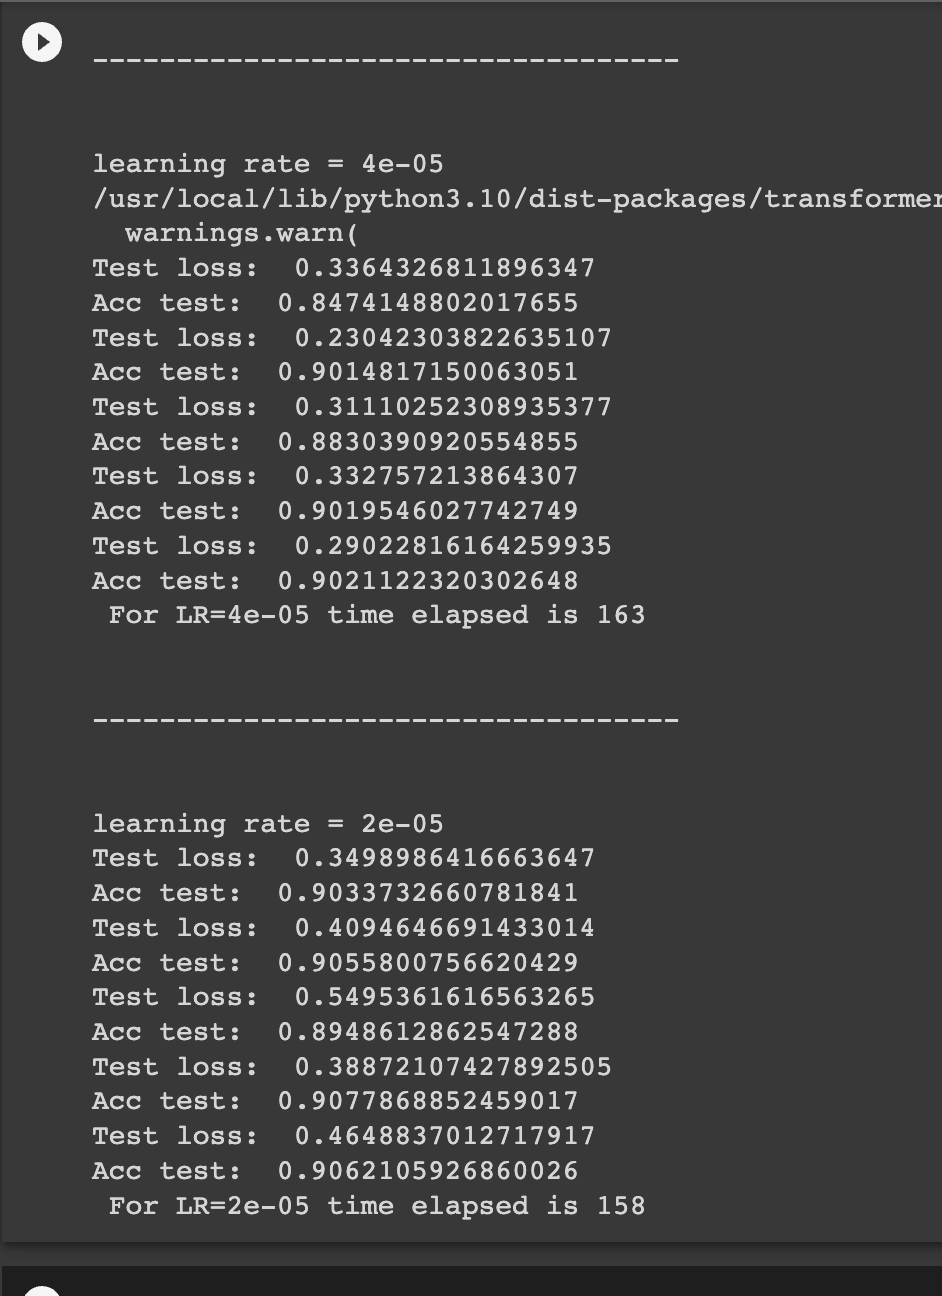 -----------------------------------
learning rate = 4e-05
/usr/local/lib/python3.10/dist-packages/transformer
warnings.warn(
Test loss:  0.3364326811896347
Acc test:  0.8474148802017655
Test loss:  0.23042303822635107
Acc test:  0.9014817150063051
Test loss:  0.31110252308935377
Acc test:  0.8830390920554855
Test loss:  0.332757213864307
Acc test:  0.9019546027742749
Test loss:  0.29022816164259935
Acc test:  0.9021122320302648
For LR=4e-05 time elapsed is 163
-----------------------------------
learning rate = 2e-05
Test loss:  0.3498986416663647
Acc test:  0.9033732660781841
Test loss:  0.4094646691433014
Acc test:  0.9055800756620429
Test loss:  0.5495361616563265
Acc test:  0.8948612862547288
Test loss:  0.38872107427892505
Acc test:  0.9077868852459017
Test loss:  0.4648837012717917
Acc test:  0.9062105926860026
For LR=2e-05 time elapsed is 158